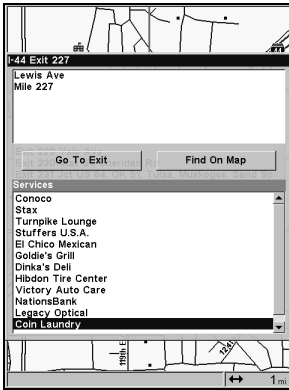 I-44 Exit 227
Lewis Ave
Mile 227
Go To Exit
Find On Map
Services
Conoco
Stax
Turnpike Lounge
Stuffers U.S.A.
El Chico Mexican
Goldie's Grill
Dinka's Deli
Hibdon Tire Center
Victory Auto Care
NationsBank
Legacy Optical
Coin Laundry
119th E
124th
1 mi